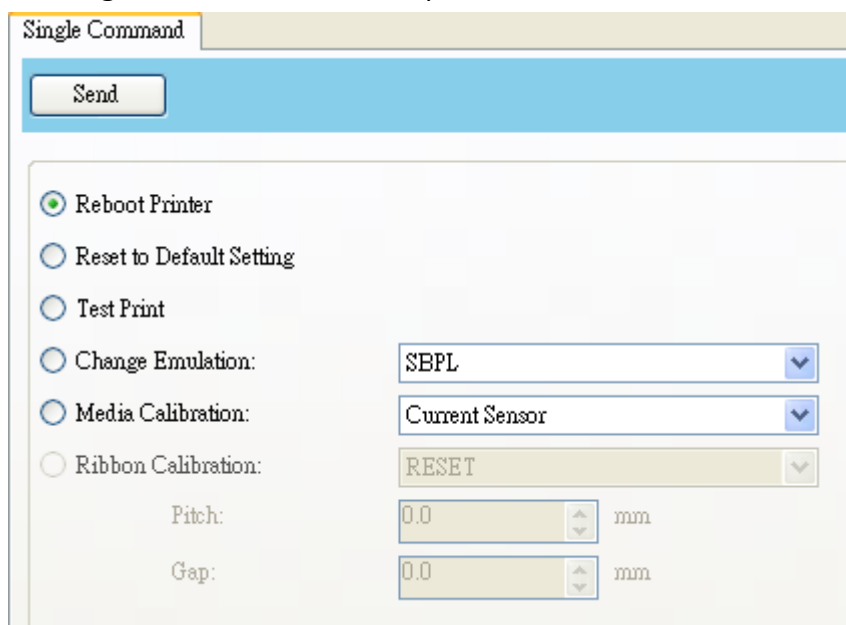 Single Command
Send
Reboot Printer
Reset to Default Setting
Test Print
Change Emulation: SBPL
Media Calibration: Current Sensor
Ribbon Calibration: RESET
Pitch: 0.0 mm
Gap: 0.0 mm